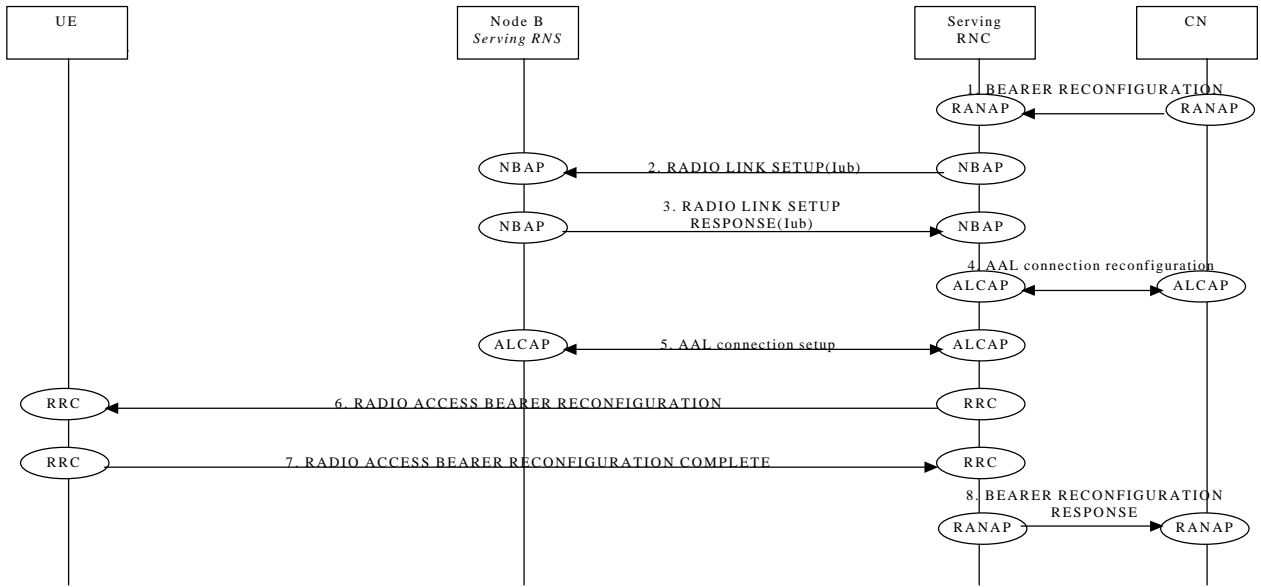 UE
Node B
Serving RNS
Serving
RNC
CN
1. BEARER RECONFIGURATION
RANAP
RANAP
NBAP
2. RADIO LINK SETUP(Iub)
NBAP
3. RADIO LINK SETUP
RESPONSE(Iub)
NBAP
NBAP
4. AAL connection reconfiguration
ALCAP
ALCAP
ALCAP
5. AAL connection setup
ALCAP
RRC
6. RADIO ACCESS BEARER RECONFIGURATION
RRC
RRC
7. RADIO ACCESS BEARER RECONFIGURATION COMPLETE
RRC
8. BEARER RECONFIGURATION
RESPONSE
RANAP
RANAP